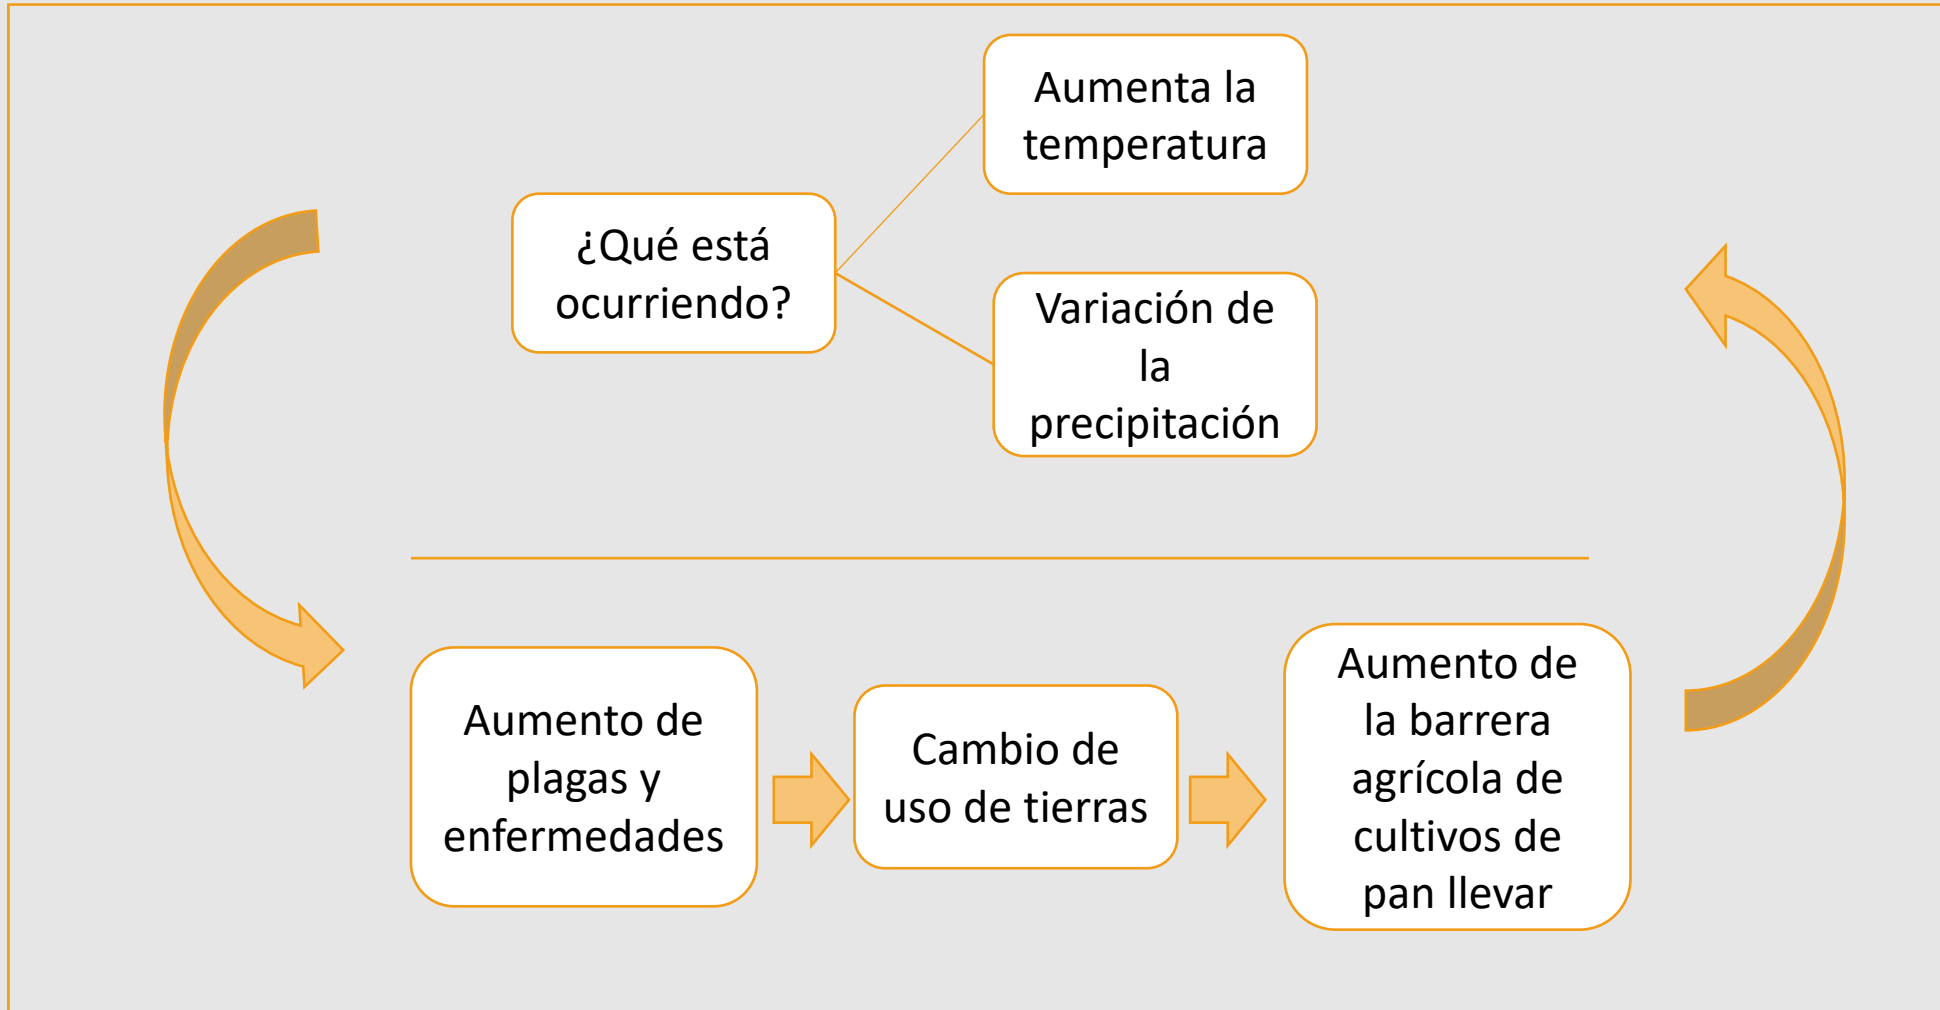 Aumenta la
temperatura
¿Qué está
ocurriendo?
Variación de
la
precipitación
Aumento de
plagas y
enfermedades
Cambio de
uso de tierras
Aumento de
la barrera
agrícola de
cultivos de
pan llevar